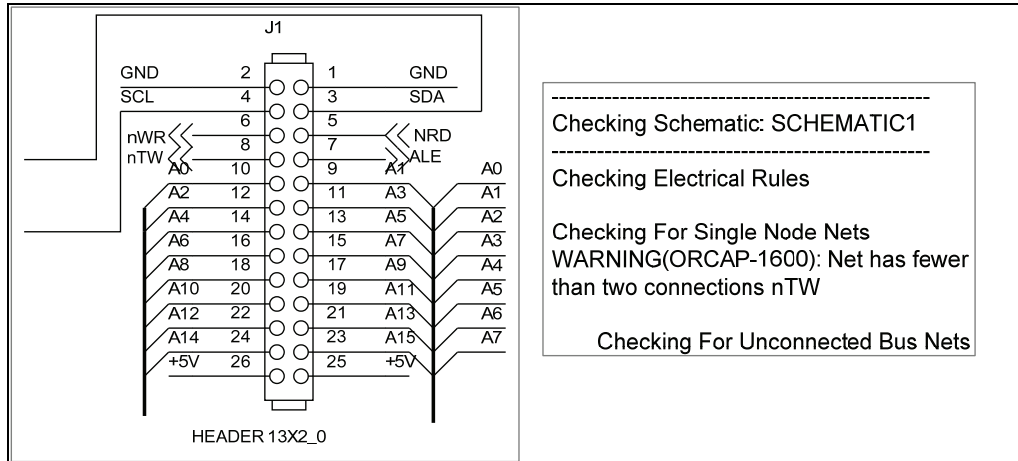 J1
GND 2 1 GND
SCL 4 3 SDA
6 5
nWR NRD
8 7
nTW ALE
A0 10 9 A1 A0
A2 12 11 A3 A1
A4 14 13 A5 A2
A6 16 15 A7 A3
A8 18 17 A9 A4
A10 20 19 A11 A5
A12 22 21 A13 A6
A14 24 23 A15 A7
+5V 26 25 +5V
HEADER 13X2_0
--------------------------------------------------
Checking Schematic: SCHEMATIC1
--------------------------------------------------
Checking Electrical Rules
Checking For Single Node Nets
WARNING(ORCAP-1600): Net has fewer
than two connections nTW
Checking For Unconnected Bus Nets